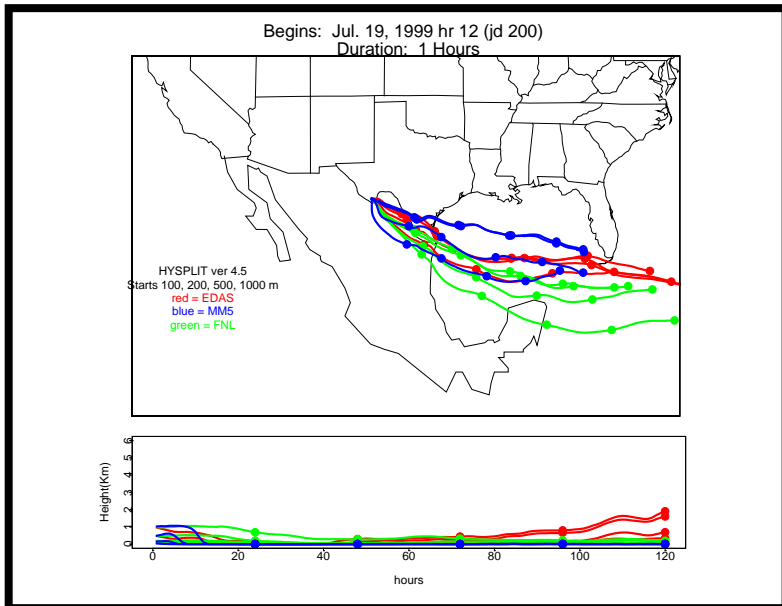 Begins: Jul. 19, 1999 hr 12 (jd 200)
Duration: 1 Hours
HYSPLIT ver 4.5
Starts 100, 200, 500, 1000 m
red = EDAS
blue = MM5
green = FNL
Height(Km)
6
5
4
3
2
1
0
0 20 40 60 80 100 120
hours